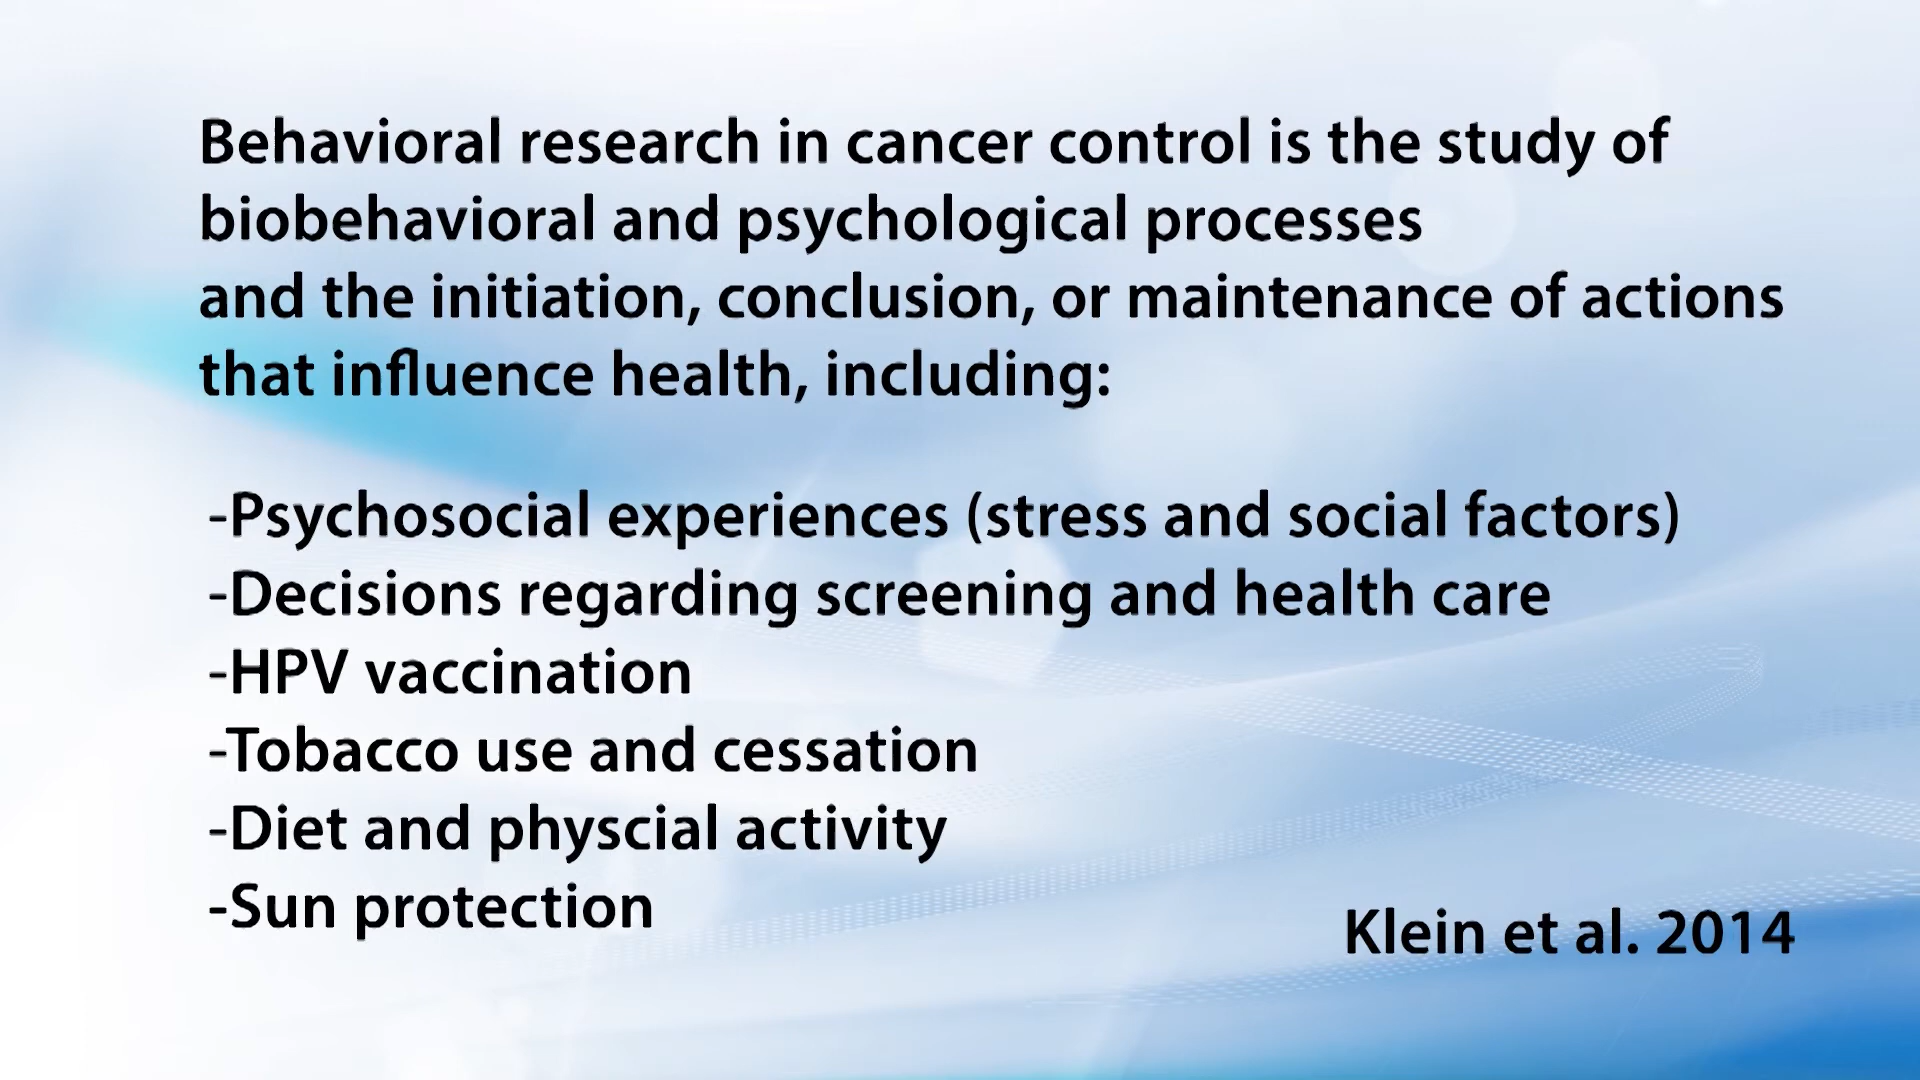 Behavioral research in cancer control is the study of
biobehavioral and psychological processes
and the initiation, conclusion, or maintenance of actions
that influence health, including:
-Psychosocial experiences (stress and social factors)
-Decisions regarding screening and health care
-HPV vaccination
-Tobacco use and cessation
-Diet and physcial activity
-Sun protection
Klein et al. 2014